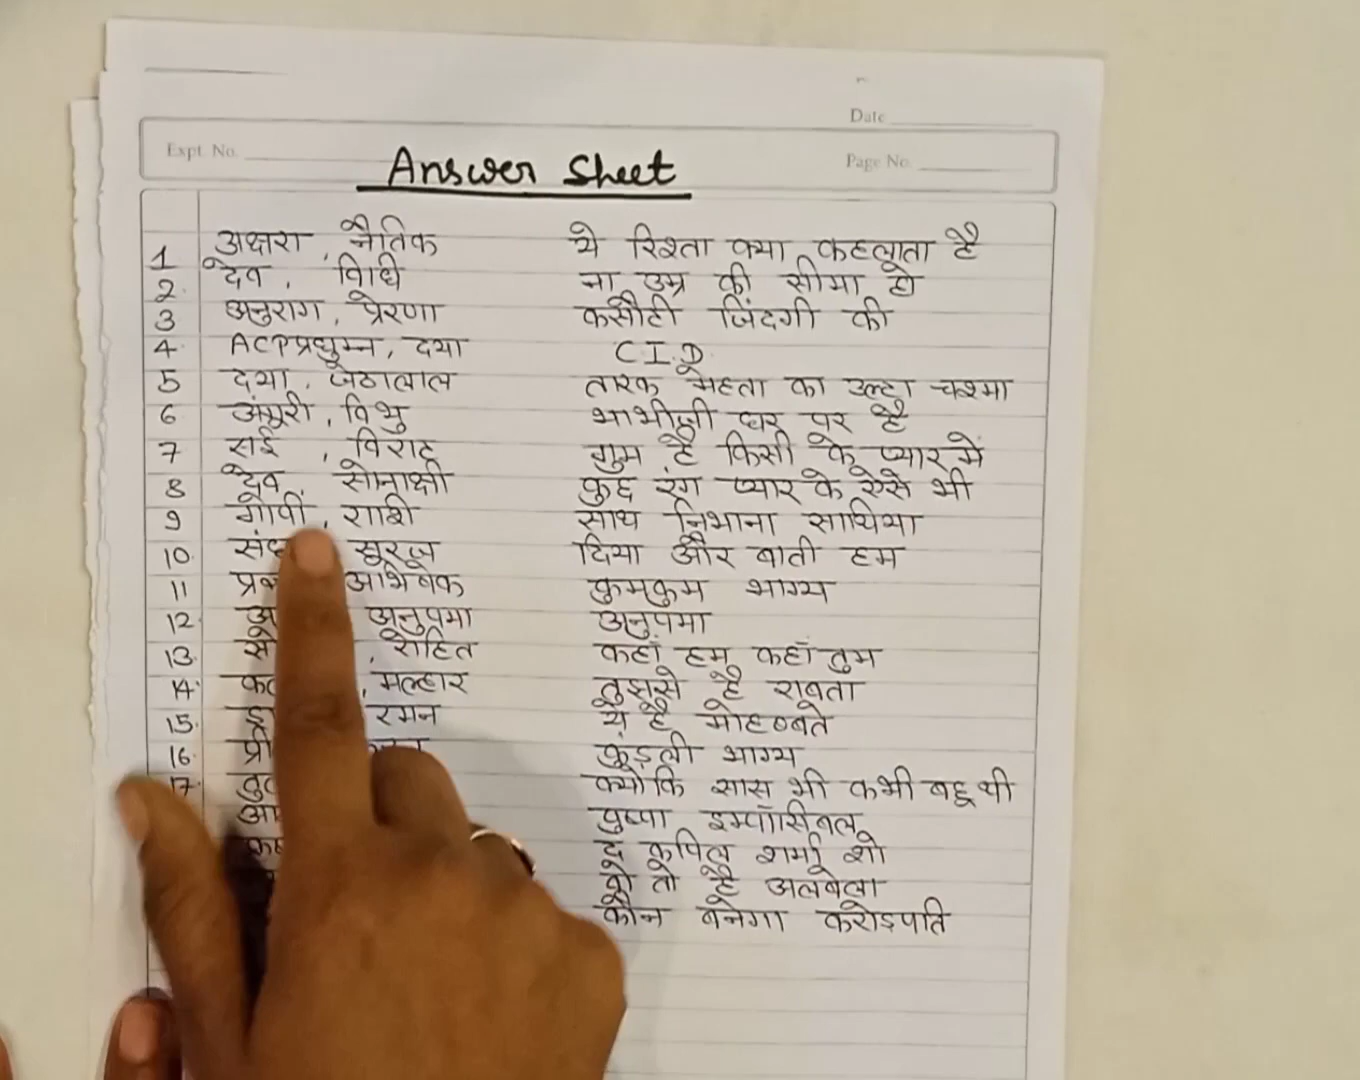 Date
Expt. No.
Answer Sheet
Page No.
1 अक्षरा, नैतिक ये रिश्ता क्या कहलाता है
2. देव, विधि ना उम्र की सीमा हो
3 अनुराग, प्रेरणा कसौटी जिंदगी की
4. ACP प्रधुम्न, दया C.I.D
5 दया, जेठालाल तारक मेहता का उल्टा चश्मा
6 अंगूरी, विभु भाभीजी घर पर है
7 सई, विराट गुम है किसी के प्यार में
8 देव, सोनाक्षी कुछ रंग प्यार के ऐसे भी
9 गोपी, राशि साथ निभाना साथिया
10. सूरज दिया और बाती हम
11 अभिषेक कुमकुम भाग्य
12. अनुपमा अनुपमा
13. , रोहित कहाँ हम कहाँ तुम
14. , मल्हार तुझसे है राबता
15. रमन ये है मोहब्बते
16. कुंडली भाग्य
17. क्योकि सास भी कभी बहू थी
पुष्पा इम्पॉसिबल
द कपिल शर्मा शो
वो तो है अलबेला
कौन बनेगा करोड़पति